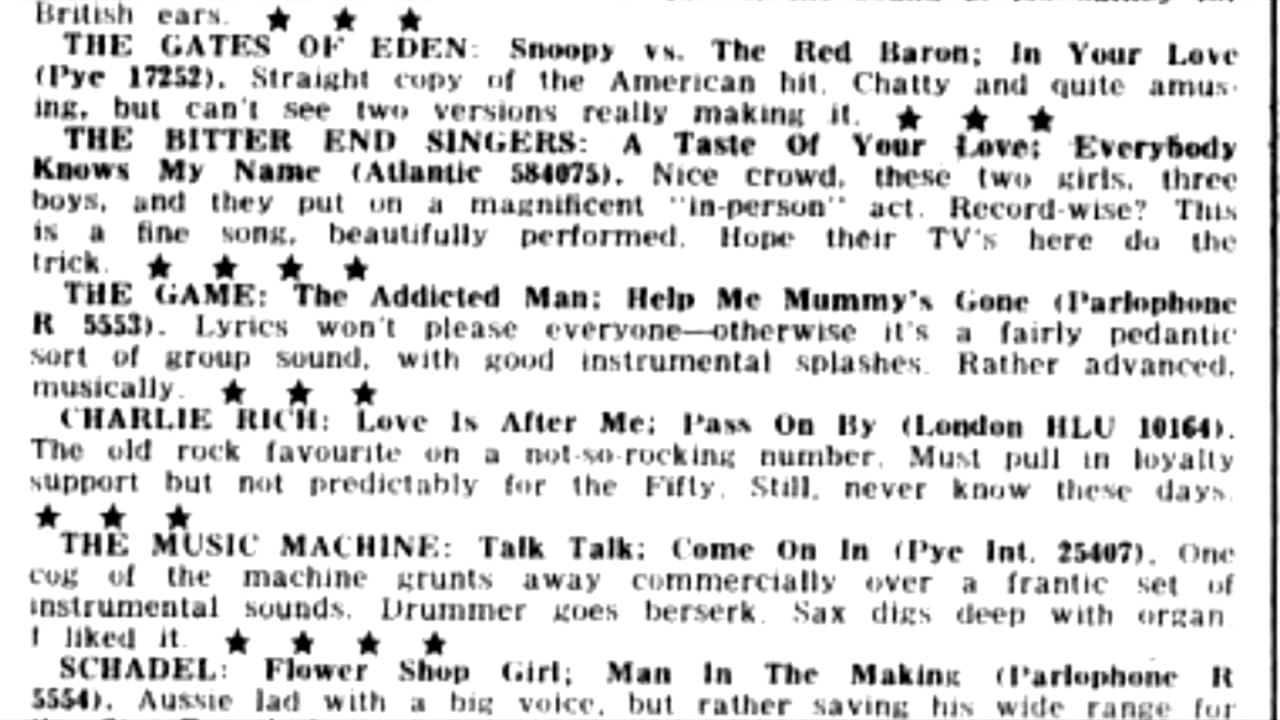 British ears. ★ ★ ★
THE GATES OF EDEN: Snoopy vs. The Red Baron; In Your Love
(Pye 17252). Straight copy of the American hit. Chatty and quite amus-
ing, but can't see two versions really making it. ★ ★ ★
THE BITTER END SINGERS: A Taste Of Your Love; Everybody
Knows My Name (Atlantic 584075). Nice crowd, these two girls, three
boys, and they put on a magnificent "in-person" act. Record-wise? This
is a fine song, beautifully performed. Hope their TV's here do the
trick. ★ ★ ★ ★
THE GAME: The Addicted Man; Help Me Mummy's Gone (Parlophone
R 5553). Lyrics won't please everyone—otherwise it's a fairly pedantic
sort of group sound, with good instrumental splashes. Rather advanced,
musically. ★ ★ ★
CHARLIE RICH: Love Is After Me; Pass On By (London HLU 10164).
The old rock favourite on a not-so-rocking number. Must pull in loyalty
support but not predictably for the Fifty. Still, never know these days.
★ ★ ★
THE MUSIC MACHINE: Talk Talk; Come On In (Pye Int. 25407). One
cog of the machine grunts away commercially over a frantic set of
instrumental sounds. Drummer goes berserk. Sax digs deep with organ.
I liked it. ★ ★ ★ ★
SCHADEL: Flower Shop Girl; Man In The Making (Parlophone R
5554). Aussie lad with a big voice, but rather saving his wide range for